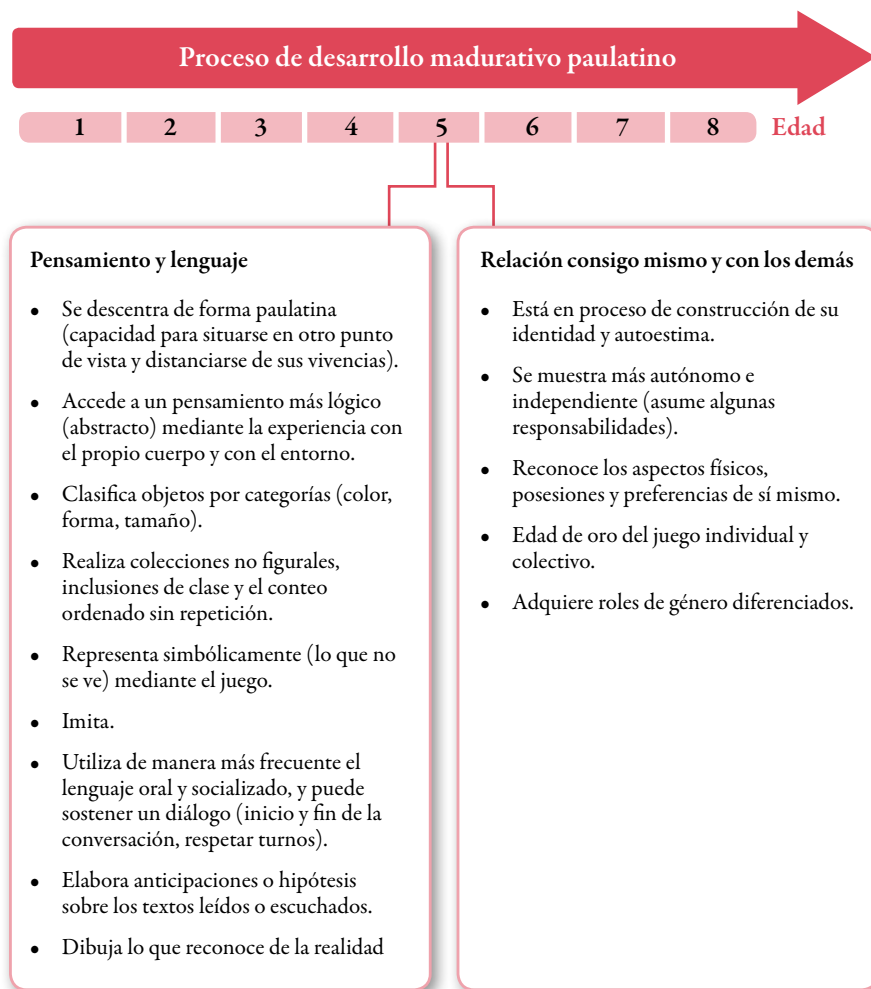 Proceso de desarrollo madurativo paulatino
1 2 3 4 5 6 7 8 Edad
Pensamiento y lenguaje
• Se descentra de forma paulatina
(capacidad para situarse en otro punto
de vista y distanciarse de sus vivencias).
• Accede a un pensamiento más lógico
(abstracto) mediante la experiencia con
el propio cuerpo y con el entorno.
• Clasifica objetos por categorías (color,
forma, tamaño).
• Realiza colecciones no figurales,
inclusiones de clase y el conteo
ordenado sin repetición.
• Representa simbólicamente (lo que no
se ve) mediante el juego.
• Imita.
• Utiliza de manera más frecuente el
lenguaje oral y socializado, y puede
sostener un diálogo (inicio y fin de la
conversación, respetar turnos).
• Elabora anticipaciones o hipótesis
sobre los textos leídos o escuchados.
• Dibuja lo que reconoce de la realidad
Relación consigo mismo y con los demás
• Está en proceso de construcción de su
identidad y autoestima.
• Se muestra más autónomo e
independiente (asume algunas
responsabilidades).
• Reconoce los aspectos físicos,
posesiones y preferencias de sí mismo.
• Edad de oro del juego individual y
colectivo.
• Adquiere roles de género diferenciados.